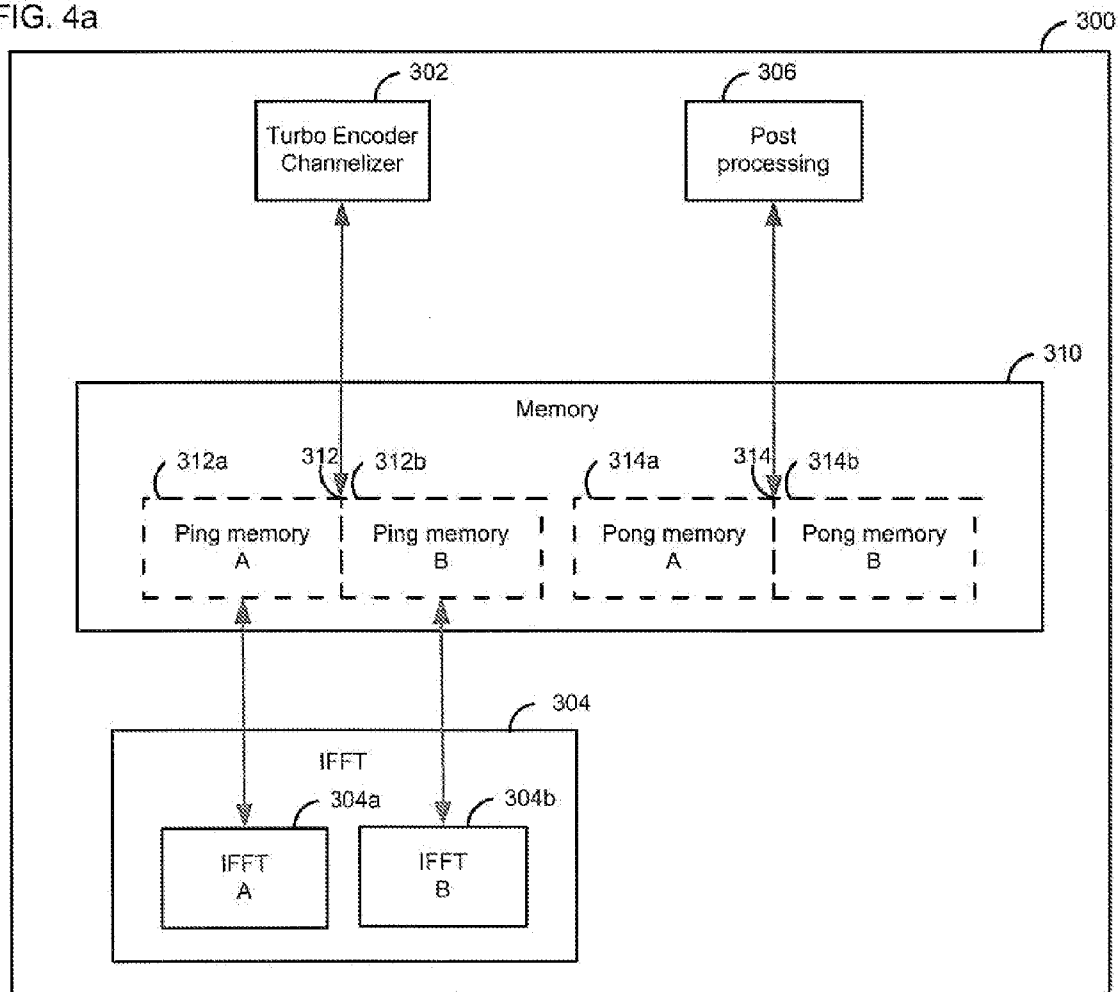 FIG. 4a
300
302
306
Turbo Encoder
Channelizer
Post
processing
310
Memory
312a
312
312b
314a
314
314b
Ping memory
A
Ping memory
B
Pong memory
A
Pong memory
B
304
IFFT
304a
304b
IFFT
A
IFFT
B